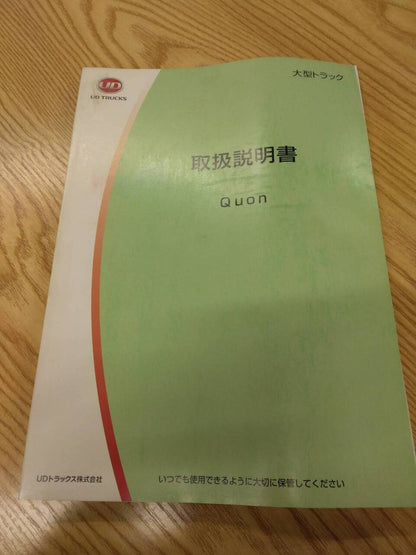 大型トラック
UD
UD TRUCKS
取扱説明書
Quon
UDトラックス株式会社
いつでも使用できるように大切に保管してください